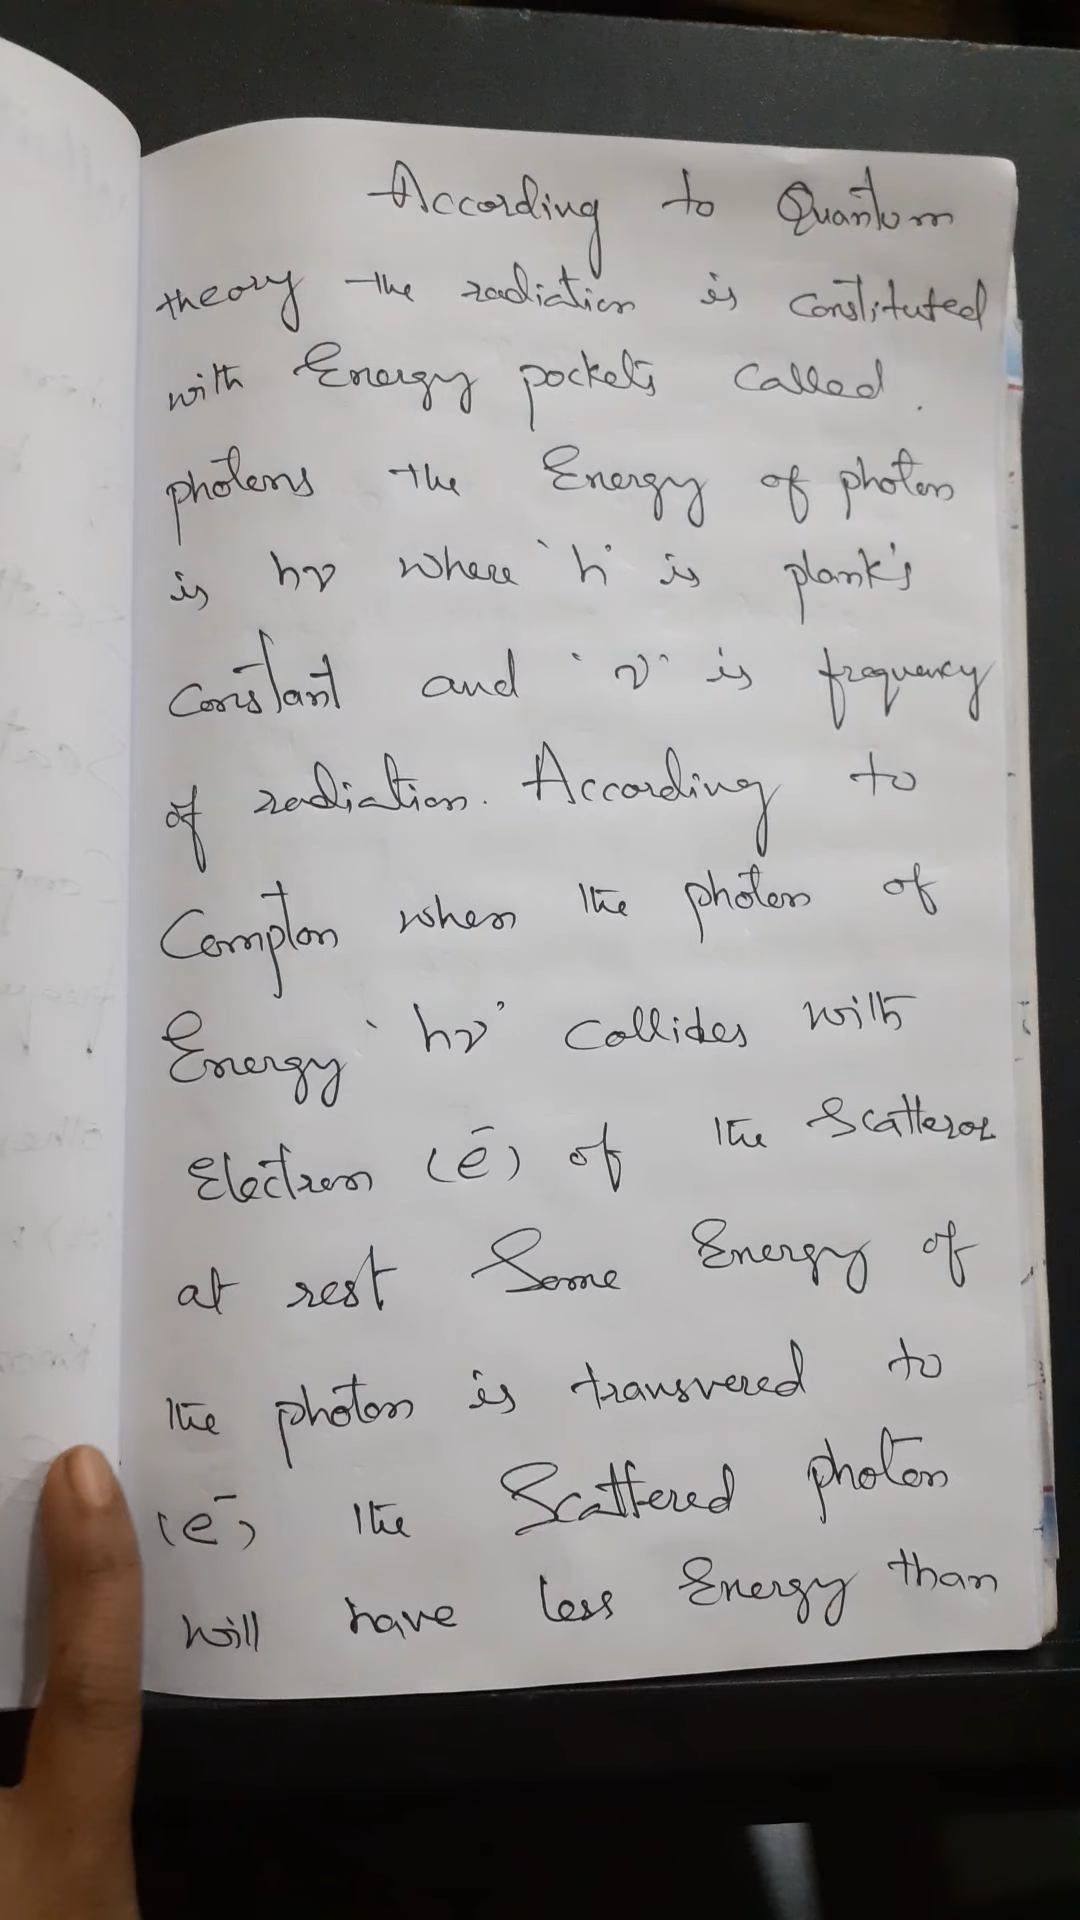 According to Quantum
theory the radiation is constituted
with Energy pockets called
photons the Energy of photon
is hν where 'h' is plank's
constant and 'ν' is frequency
of radiation. According to
Compton when the photon of
Energy 'hν' collides with
Electron (e̅) of the Scatteror
at rest Some Energy of
the photon is transvered to
(e̅) the Scattered photon
will have less Energy than